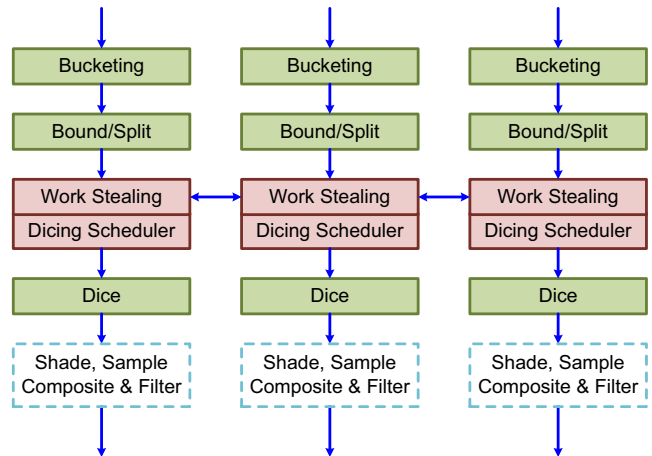 Bucketing
Bucketing
Bucketing
Bound/Split
Bound/Split
Bound/Split
Work Stealing
Work Stealing
Work Stealing
Dicing Scheduler
Dicing Scheduler
Dicing Scheduler
Dice
Dice
Dice
Shade, Sample
Composite & Filter
Shade, Sample
Composite & Filter
Shade, Sample
Composite & Filter